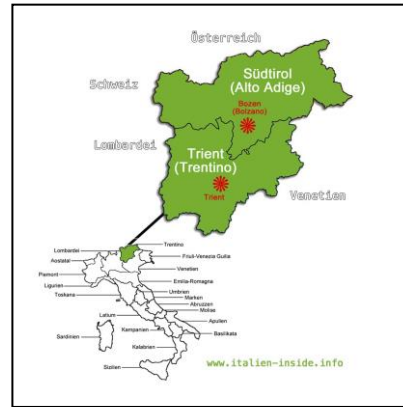 Österreich
Schweiz
Südtirol
(Alto Adige)
Bozen
(Bolzano)
Lombardei
Trient
(Trentino)
Trient
Venetien
Trentino
Lombardei
Friuli-Venezia Guilia
Aostatal
Venetien
Piemont
Emilia-Romagna
Ligurien
Umbrien
Toskana
Marken
Abruzzen
Molise
Latium
Apulien
Kampanien
Basilikata
Sardinien
Kalabrien
Sizilien
www.italien-inside.info